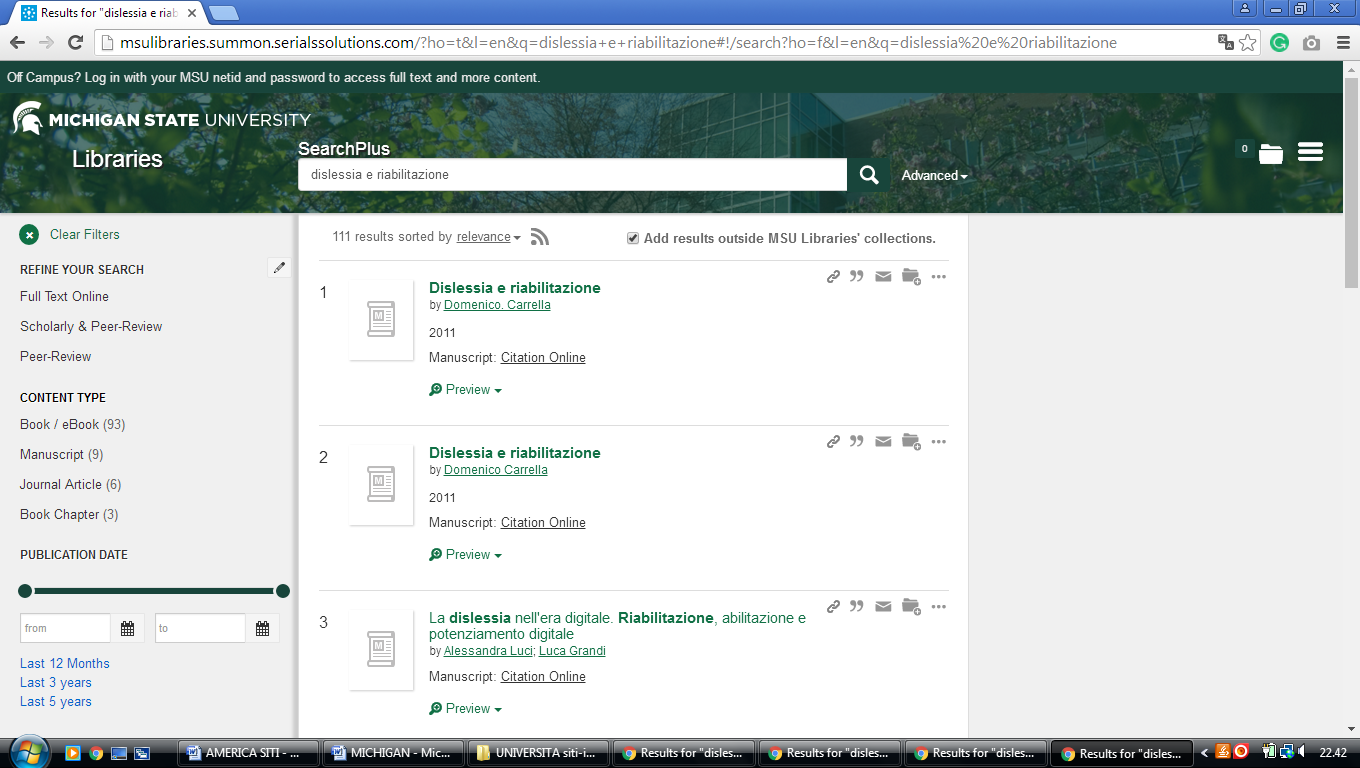 Results for "dislessia e riab
msulibraries.summon.serialssolutions.com/?ho=t&l=en&q=dislessia+e+riabilitazione#!/search?ho=f&l=en&q=dislessia%20e%20riabilitazione
Off Campus? Log in with your MSU netid and password to access full text and more content.
MICHIGAN STATE UNIVERSITY
Libraries
SearchPlus
dislessia e riabilitazione
Advanced
0
Clear Filters
REFINE YOUR SEARCH
Full Text Online
Scholarly & Peer-Review
Peer-Review
CONTENT TYPE
Book / eBook (93)
Manuscript (9)
Journal Article (6)
Book Chapter (3)
PUBLICATION DATE
from
to
Last 12 Months
Last 3 years
Last 5 years
111 results sorted by relevance
Add results outside MSU Libraries' collections.
1
Dislessia e riabilitazione
by Domenico. Carrella
2011
Manuscript: Citation Online
Preview
2
Dislessia e riabilitazione
by Domenico Carrella
2011
Manuscript: Citation Online
Preview
3
La dislessia nell'era digitale. Riabilitazione, abilitazione e
potenziamento digitale
by Alessandra Luci; Luca Grandi
Manuscript: Citation Online
Preview
AMERICA SITI - ...
MICHIGAN - Mic...
UNIVERSITA siti-i...
Results for "disles...
Results for "disles...
Results for "disles...
Results for "disles...
22.42